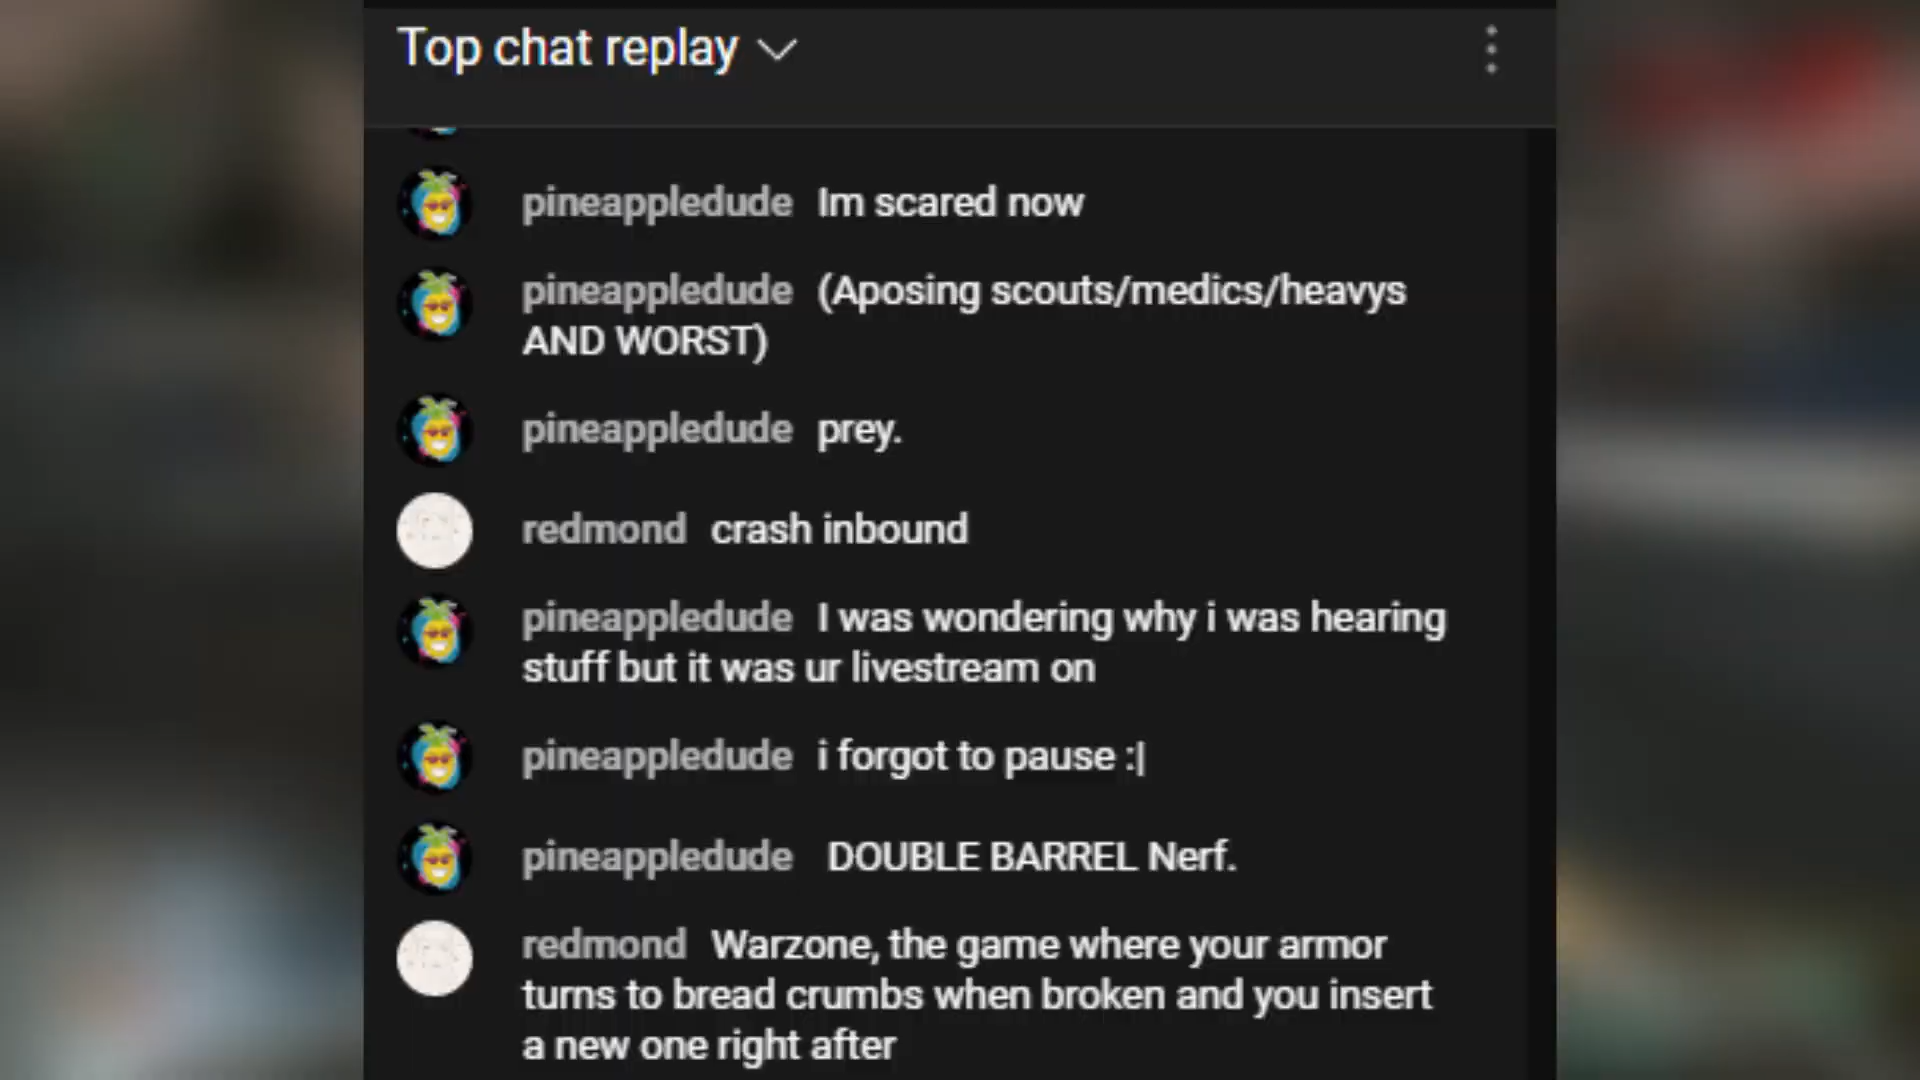 Top chat replay
pineappledude Im scared now
pineappledude (Aposing scouts/medics/heavys
AND WORST)
pineappledude prey.
redmond crash inbound
pineappledude I was wondering why i was hearing
stuff but it was ur livestream on
pineappledude i forgot to pause :|
pineappledude DOUBLE BARREL Nerf.
redmond Warzone, the game where your armor
turns to bread crumbs when broken and you insert
a new one right after